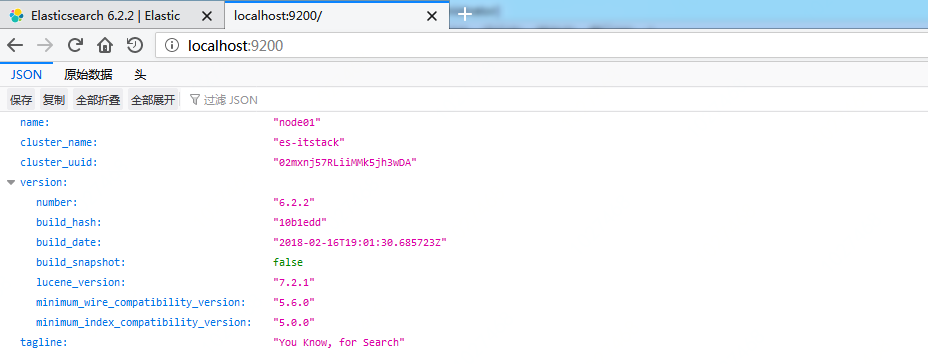 Elasticsearch 6.2.2 | Elastic
localhost:9200/
localhost:9200
JSON 原始数据 头
保存 复制 全部折叠 全部展开 过滤 JSON
name: "node01"
cluster_name: "es-itstack"
cluster_uuid: "02mxnj57RLiiMMk5jh3wDA"
version:
number: "6.2.2"
build_hash: "10b1edd"
build_date: "2018-02-16T19:01:30.685723Z"
build_snapshot: false
lucene_version: "7.2.1"
minimum_wire_compatibility_version: "5.6.0"
minimum_index_compatibility_version: "5.0.0"
tagline: "You Know, for Search"